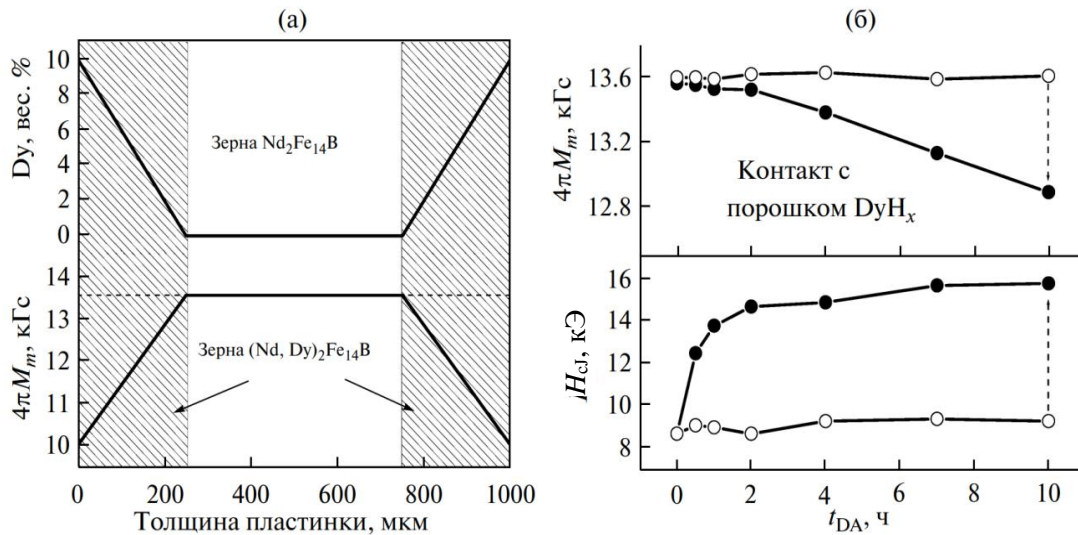 (а)
Dy, вес. %
10
8
6
4
2
0
Зерна Nd₂Fe₁₄B
4πMₘ, кГс
14
13
12
11
10
Зерна (Nd, Dy)₂Fe₁₄B
0 200 400 600 800 1000
Толщина пластинки, мкм
(б)
4πMₘ, кГс
13.6
13.2
12.8
Контакт с
порошком DyHₓ
jH_cJ, кЭ
16
14
12
10
8
0 2 4 6 8 10
t_DA, ч